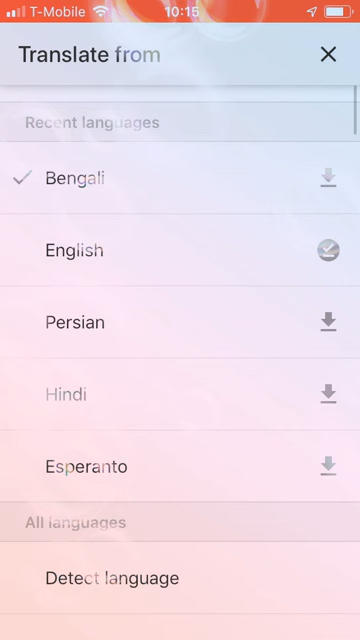 T-Mobile 10:15
Translate from
Recent languages
Bengali
English
Persian
Hindi
Esperanto
All languages
Detect language